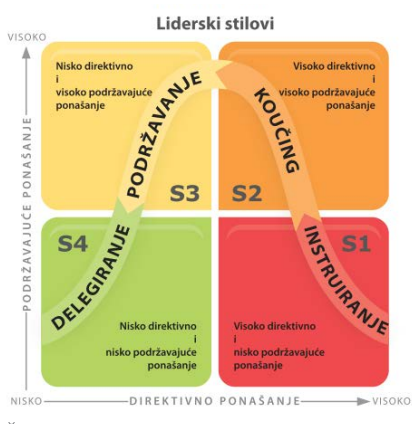 Liderski stilovi
VISOKO
Nisko direktivno
i
visoko podržavajuće
ponašanje
Visoko direktivno
i
visoko podržavajuće
ponašanje
PODRŽAVANJE
KOUČING
S3
S2
PODRŽAVAJUĆE PONAŠANJE
S4
S1
DELEGIRANJE
INSTRUIRANJE
Nisko direktivno
i
nisko podržavajuće
ponašanje
Visoko direktivno
i
nisko podržavajuće
ponašanje
NISKO
DIREKTIVNO PONAŠANJE
VISOKO